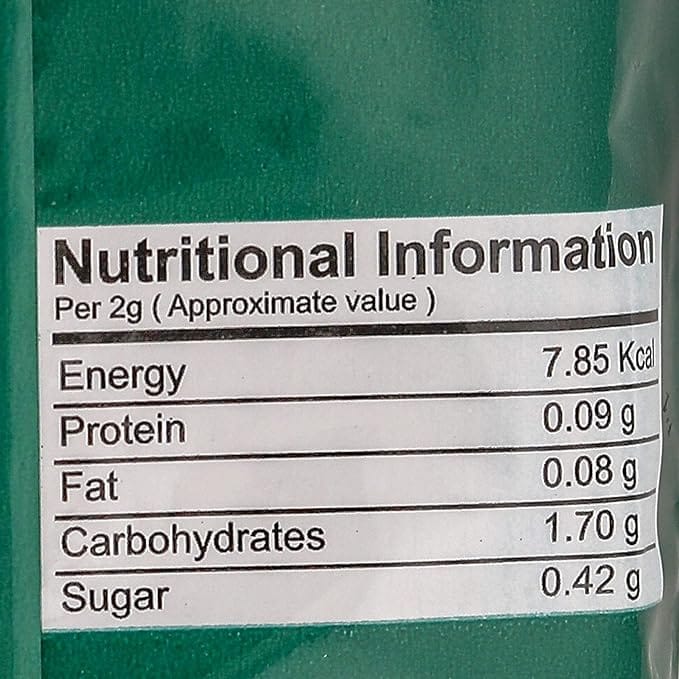 Nutritional Information
Per 2g ( Approximate value )
Energy 7.85 Kcal
Protein 0.09 g
Fat 0.08 g
Carbohydrates 1.70 g
Sugar 0.42 g